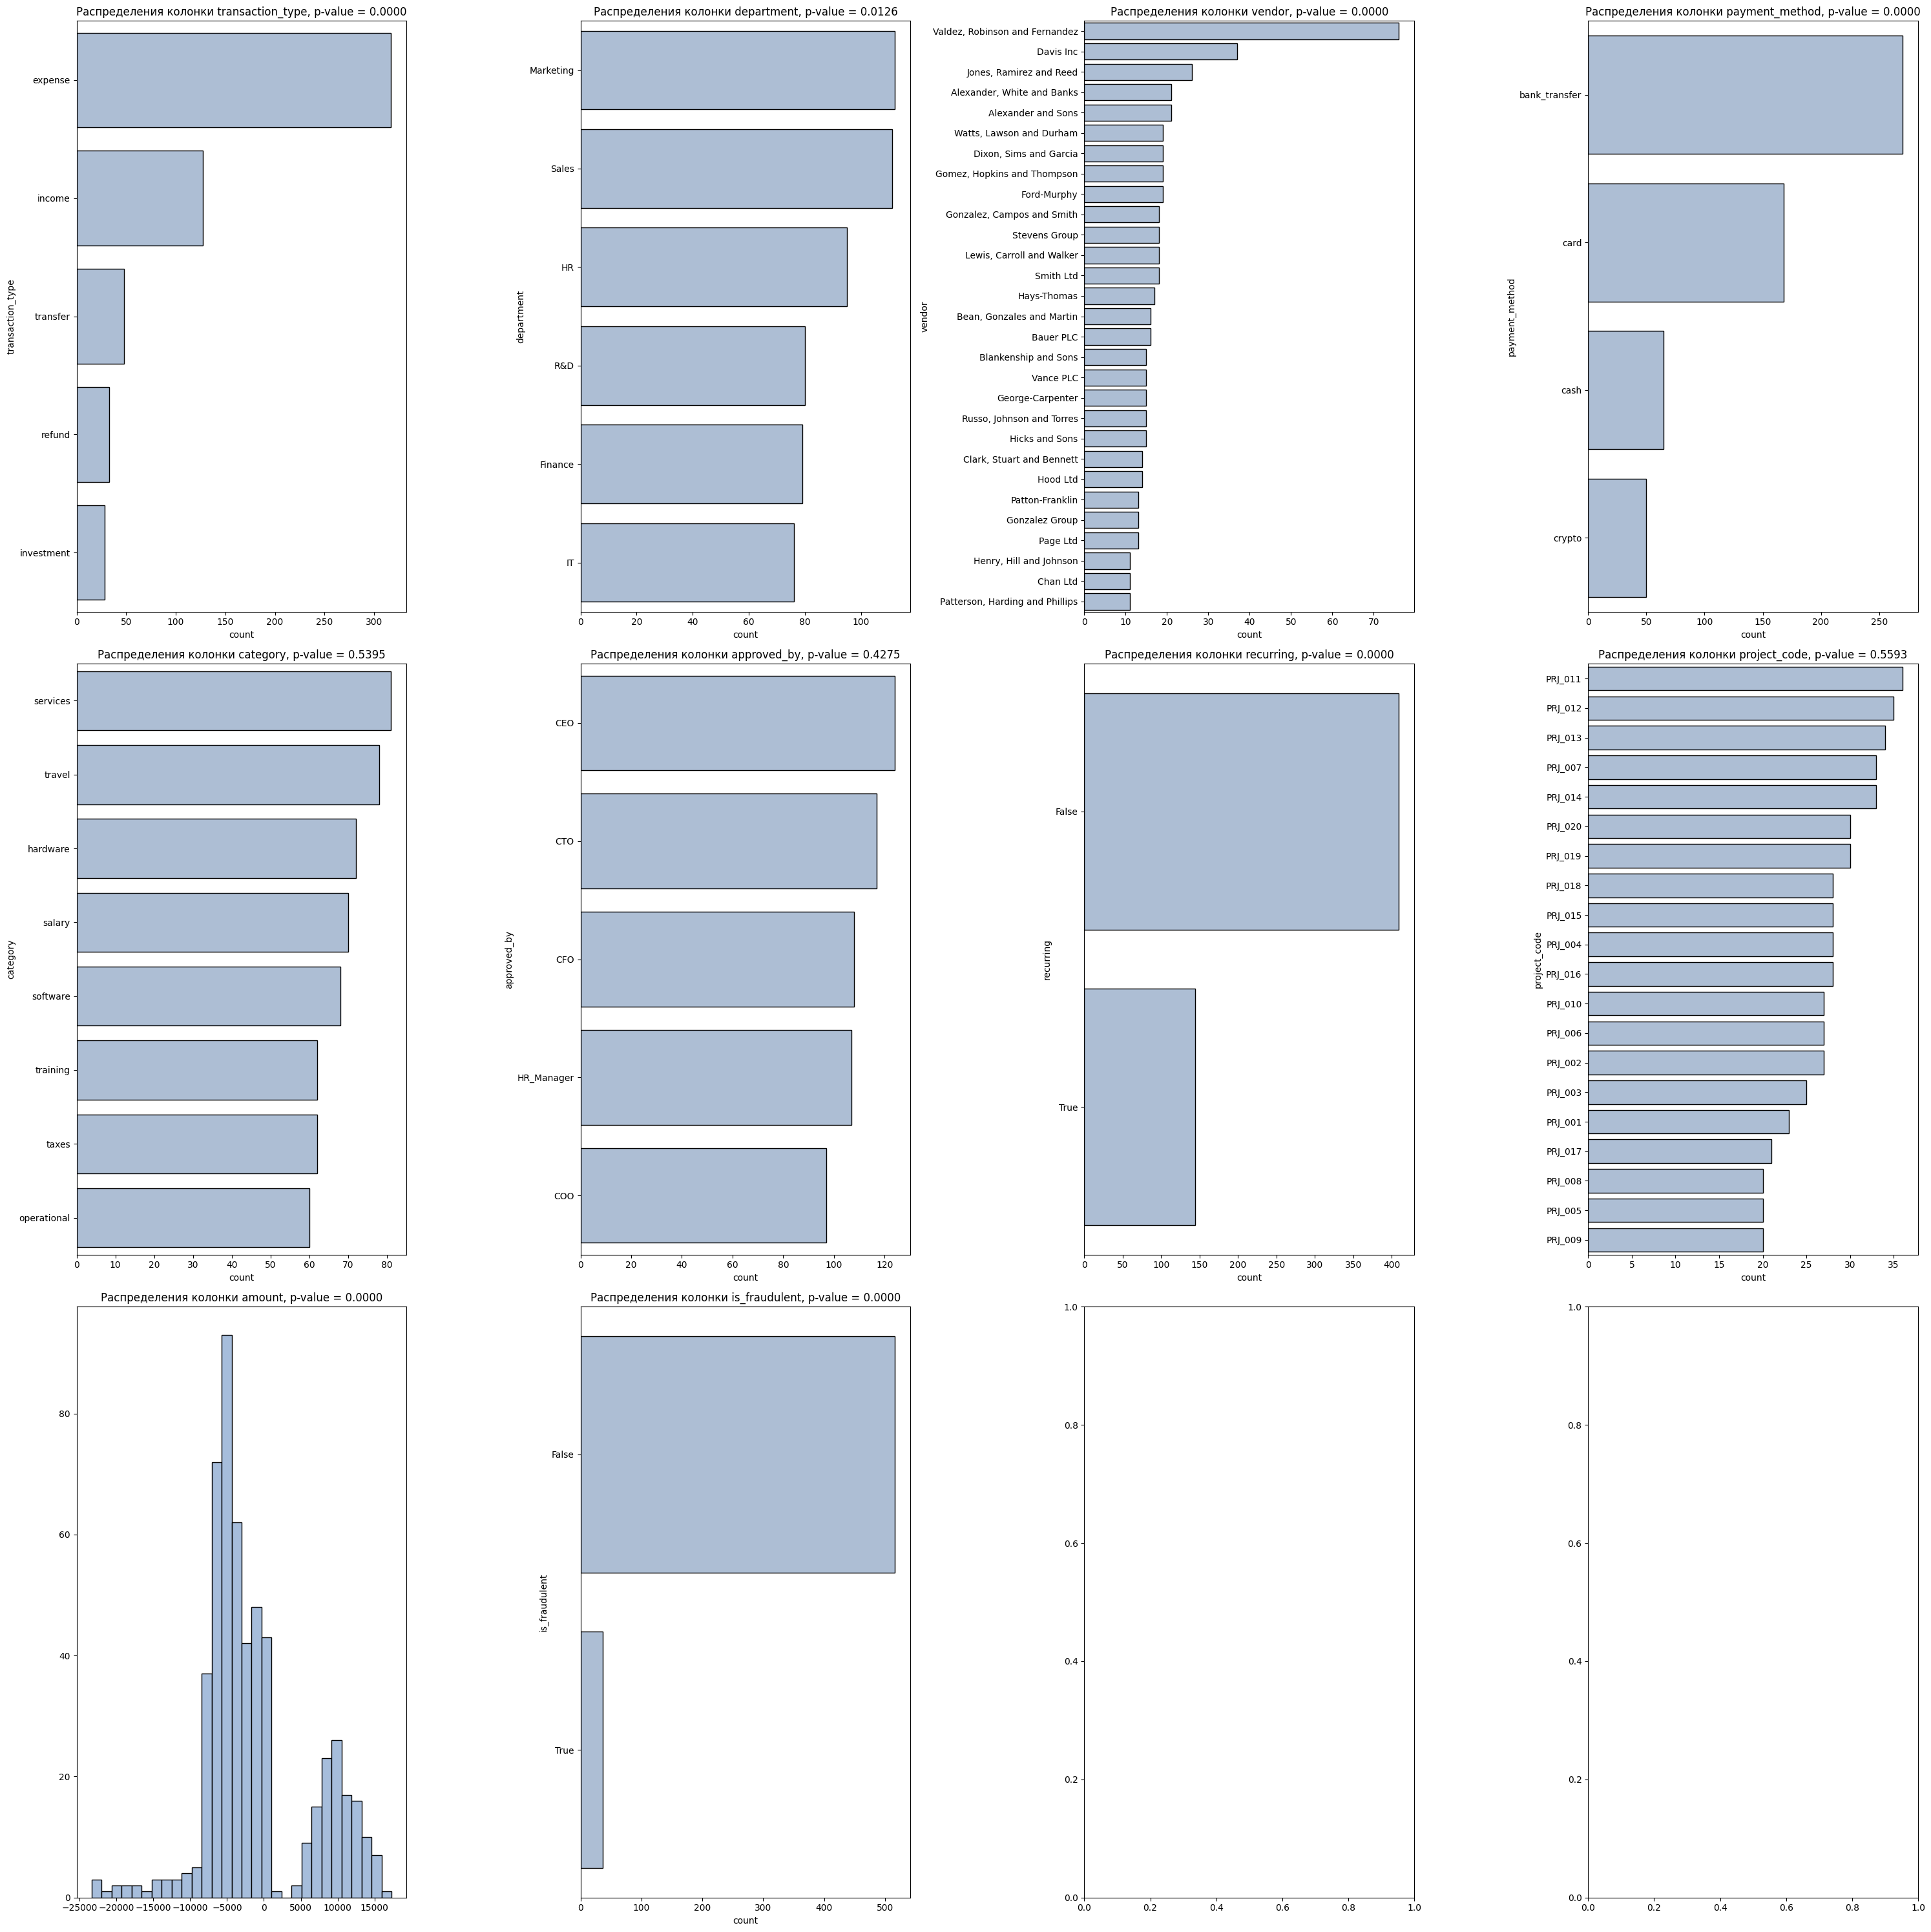 Распределения колонки transaction_type, p-value = 0.0000
transaction_type
expense
income
transfer
refund
investment
0 50 100 150 200 250 300
count
Распределения колонки department, p-value = 0.0126
department
Marketing
Sales
HR
R&D
Finance
IT
0 20 40 60 80 100
count
Распределения колонки vendor, p-value = 0.0000
vendor
Valdez, Robinson and Fernandez
Davis Inc
Jones, Ramirez and Reed
Alexander, White and Banks
Alexander and Sons
Watts, Lawson and Durham
Dixon, Sims and Garcia
Gomez, Hopkins and Thompson
Ford-Murphy
Gonzalez, Campos and Smith
Stevens Group
Lewis, Carroll and Walker
Smith Ltd
Hays-Thomas
Bean, Gonzales and Martin
Bauer PLC
Blankenship and Sons
Vance PLC
George-Carpenter
Russo, Johnson and Torres
Hicks and Sons
Clark, Stuart and Bennett
Hood Ltd
Patton-Franklin
Gonzalez Group
Page Ltd
Henry, Hill and Johnson
Chan Ltd
Patterson, Harding and Phillips
0 10 20 30 40 50 60 70
count
Распределения колонки payment_method, p-value = 0.0000
payment_method
bank_transfer
card
cash
crypto
0 50 100 150 200 250
count
Распределения колонки category, p-value = 0.5395
category
services
travel
hardware
salary
software
training
taxes
operational
0 10 20 30 40 50 60 70 80
count
Распределения колонки approved_by, p-value = 0.4275
approved_by
CEO
CTO
CFO
HR_Manager
COO
0 20 40 60 80 100 120
count
Распределения колонки recurring, p-value = 0.0000
recurring
False
True
0 50 100 150 200 250 300 350 400
count
Распределения колонки project_code, p-value = 0.5593
project_code
PRJ_011
PRJ_012
PRJ_013
PRJ_007
PRJ_014
PRJ_020
PRJ_019
PRJ_018
PRJ_015
PRJ_004
PRJ_016
PRJ_010
PRJ_006
PRJ_002
PRJ_003
PRJ_001
PRJ_017
PRJ_008
PRJ_005
PRJ_009
0 5 10 15 20 25 30 35
count
Распределения колонки amount, p-value = 0.0000
80
60
40
20
0
−25000 −20000 −15000 −10000 −5000 0 5000 10000 15000
Распределения колонки is_fraudulent, p-value = 0.0000
is_fraudulent
False
True
0 100 200 300 400 500
count
1.0
0.8
0.6
0.4
0.2
0.0
0.0 0.2 0.4 0.6 0.8 1.0
1.0
0.8
0.6
0.4
0.2
0.0
0.0 0.2 0.4 0.6 0.8 1.0